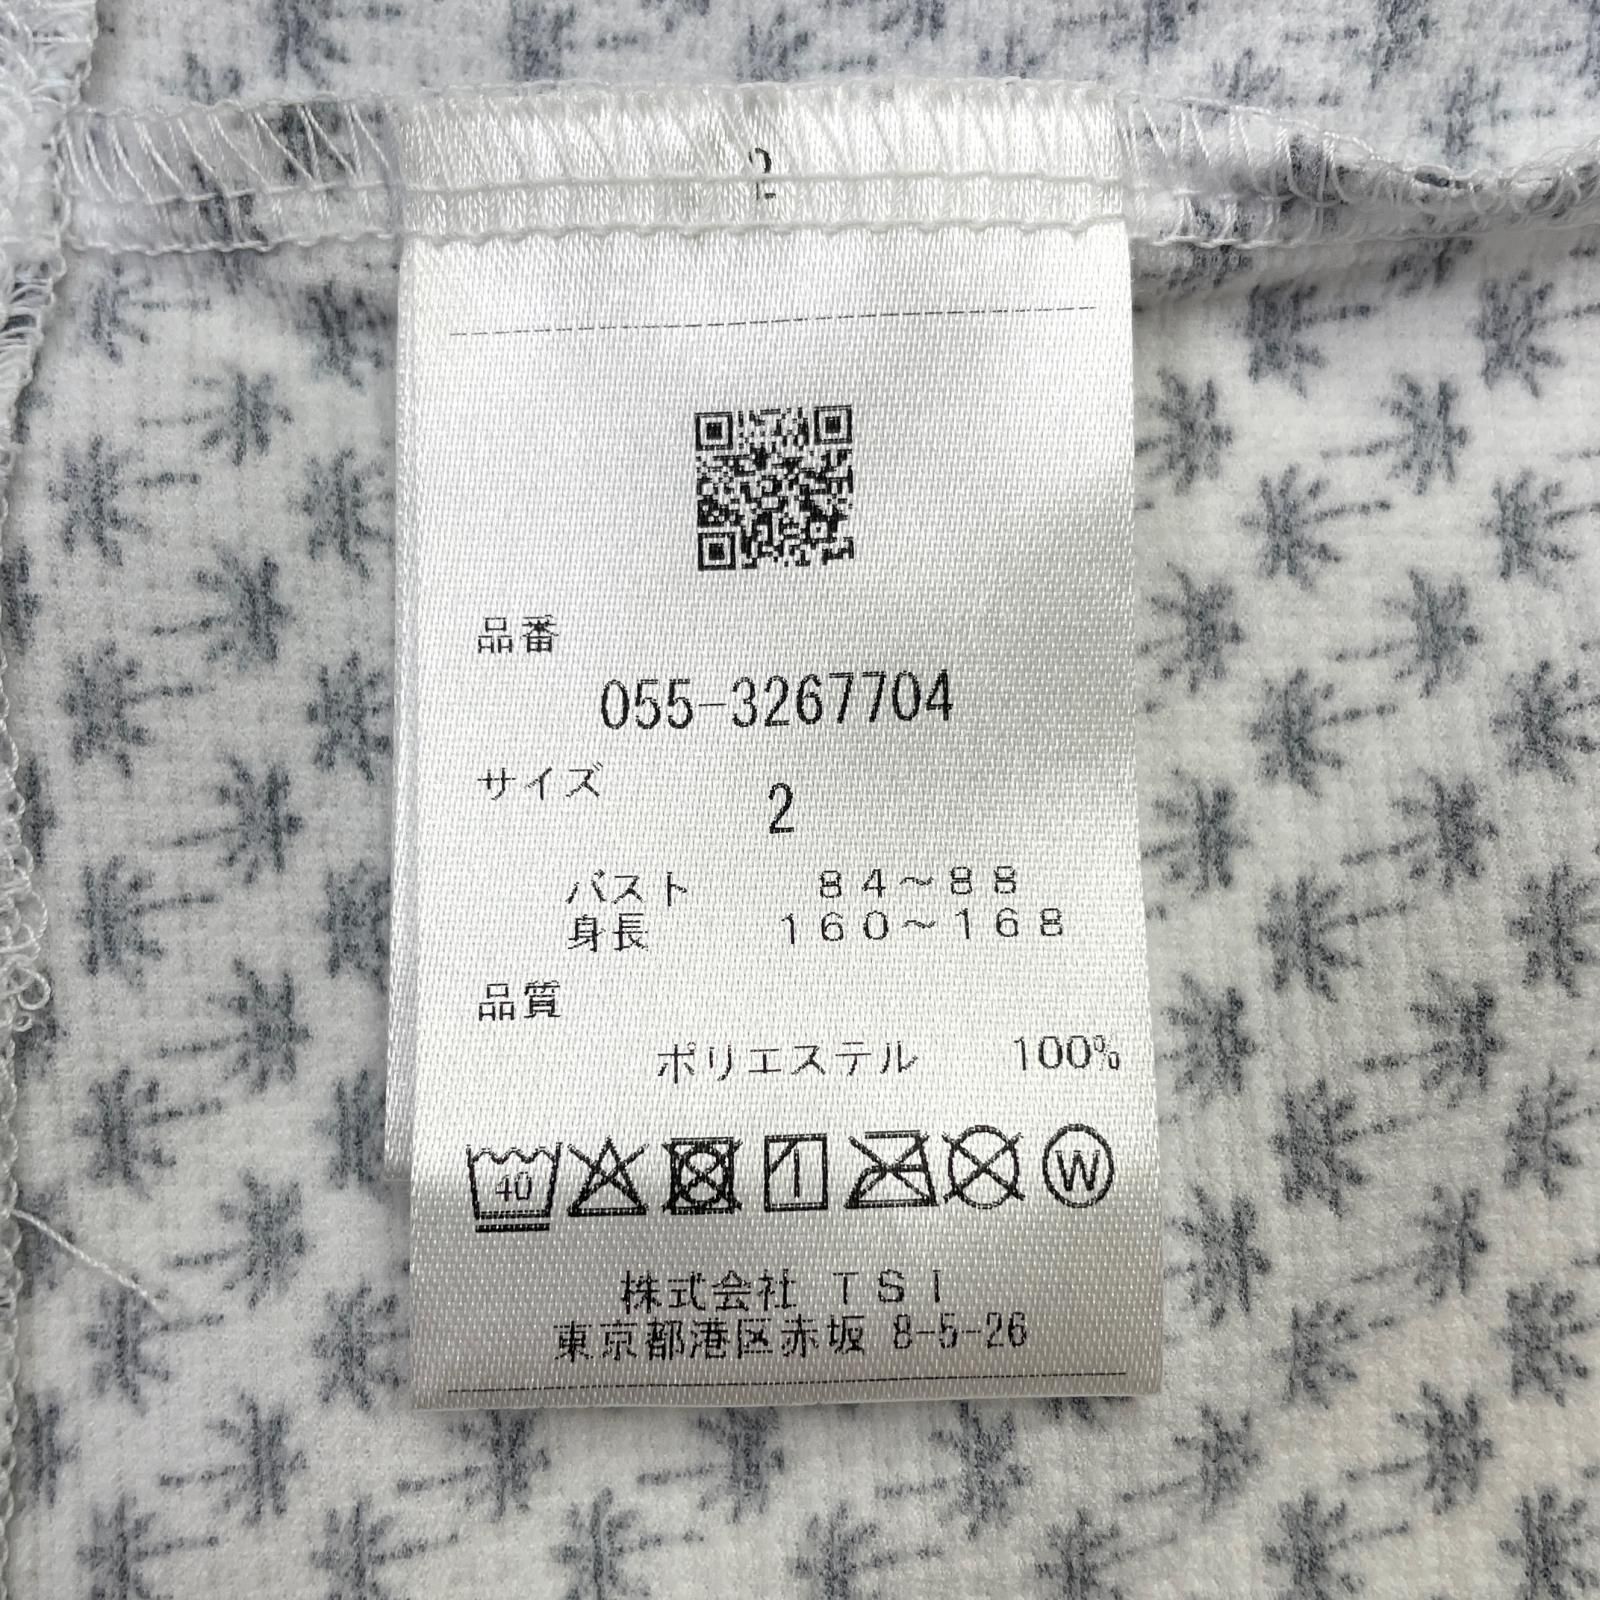 2
品番
055-3267704
サイズ
2
バスト 84~88
身長 160~168
品質
ポリエステル 100%
40
W
株式会社 TSI
東京都港区赤坂 8-5-26